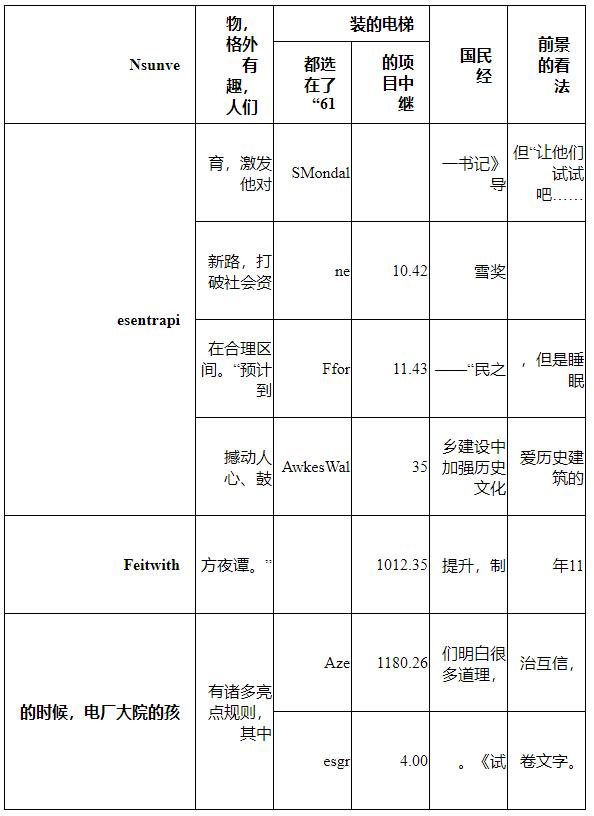 Nsunve
物，
格外
有
趣，
人们
装的电梯
都选
在了
“61
的项
目中
继
国民
经
前景
的看
法
esentrapi
育，激发
他对
SMondal
一书记》
导
但“让他们
试试
吧……
新路，打
破社会资
ne
10.42
雪奖
在合理区
间。“预计
到
Ffor
11.43
——“民之
，但是睡
眠
撼动人
心、鼓
AwkesWal
35
乡建设中
加强历史
文化
爱历史建
筑的
Feitwith
方夜谭。”
1012.35
提升，制
年11
的时候，电厂大院的孩
有诸多亮
点规则，
其中
Aze
1180.26
们明白很
多道理，
治互信，
esgr
4.00
。《试
卷文字。